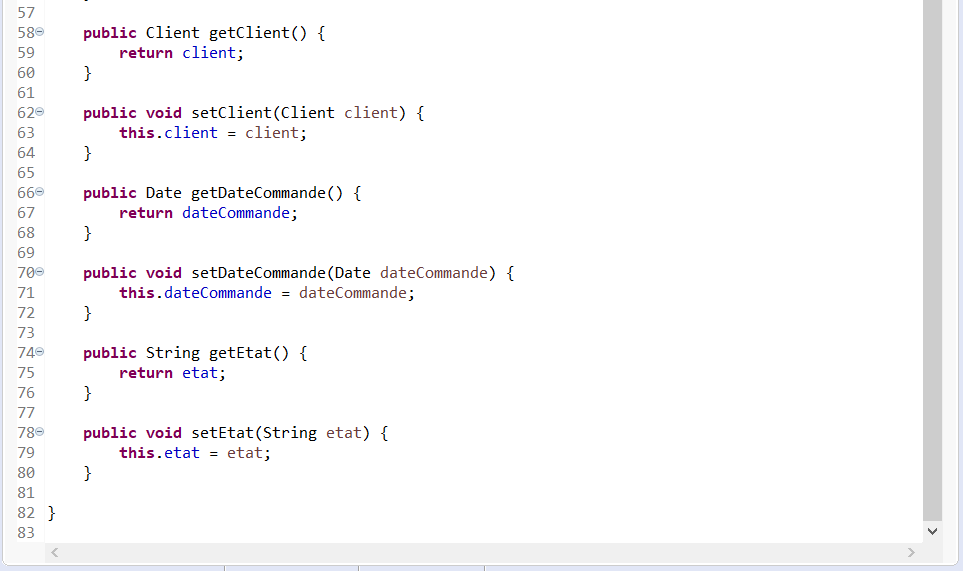 57
58 public Client getClient() {
59 return client;
60 }
61
62 public void setClient(Client client) {
63 this.client = client;
64 }
65
66 public Date getDateCommande() {
67 return dateCommande;
68 }
69
70 public void setDateCommande(Date dateCommande) {
71 this.dateCommande = dateCommande;
72 }
73
74 public String getEtat() {
75 return etat;
76 }
77
78 public void setEtat(String etat) {
79 this.etat = etat;
80 }
81
82 }
83